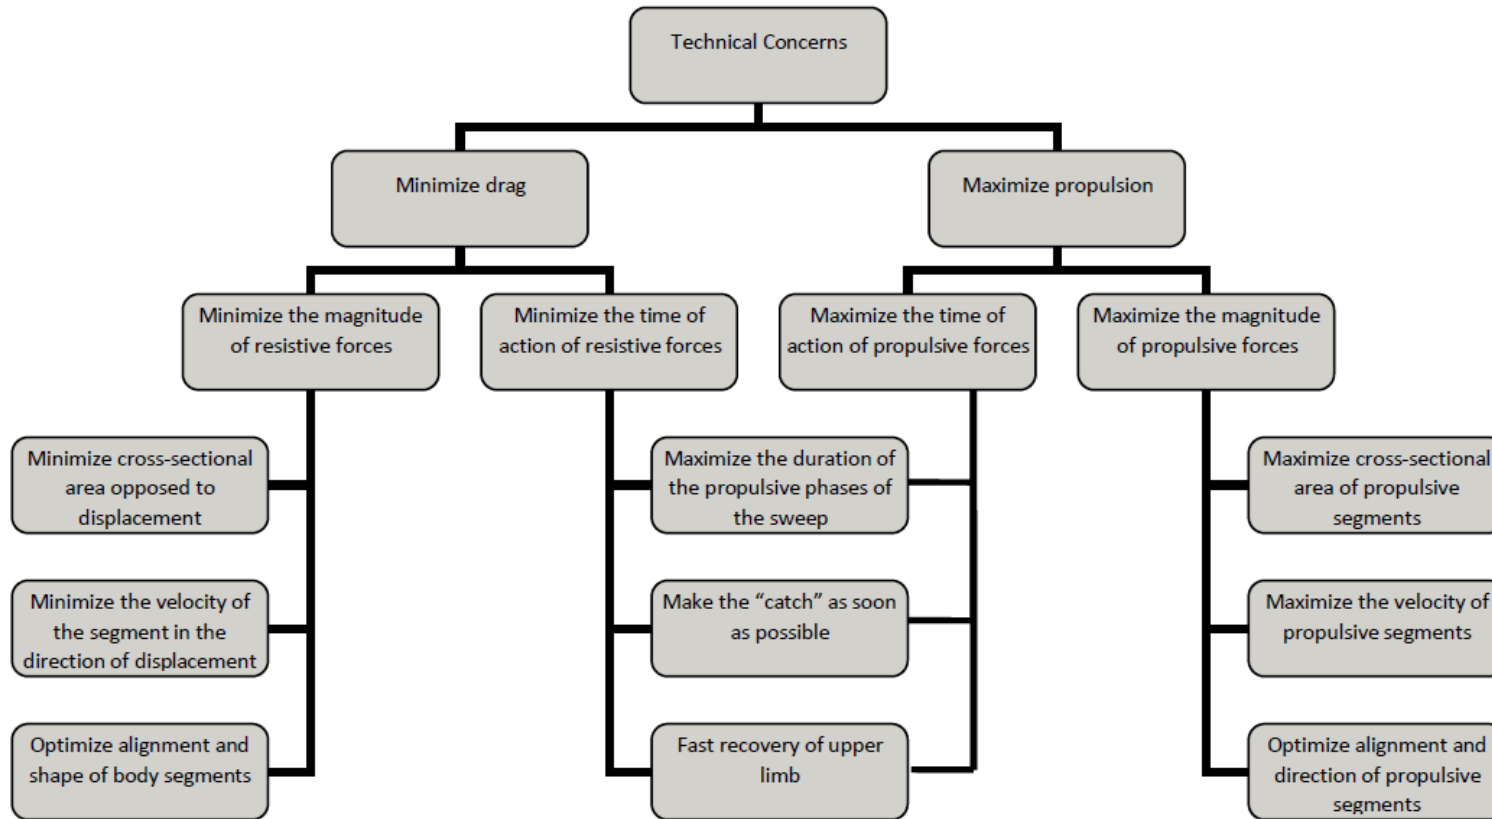 Technical Concerns
Minimize drag
Maximize propulsion
Minimize the magnitude
of resistive forces
Minimize the time of
action of resistive forces
Maximize the time of
action of propulsive forces
Maximize the magnitude
of propulsive forces
Minimize cross-sectional
area opposed to
displacement
Maximize the duration of
the propulsive phases of
the sweep
Maximize cross-sectional
area of propulsive
segments
Minimize the velocity of
the segment in the
direction of displacement
Make the “catch” as soon
as possible
Maximize the velocity of
propulsive segments
Optimize alignment and
shape of body segments
Fast recovery of upper
limb
Optimize alignment and
direction of propulsive
segments